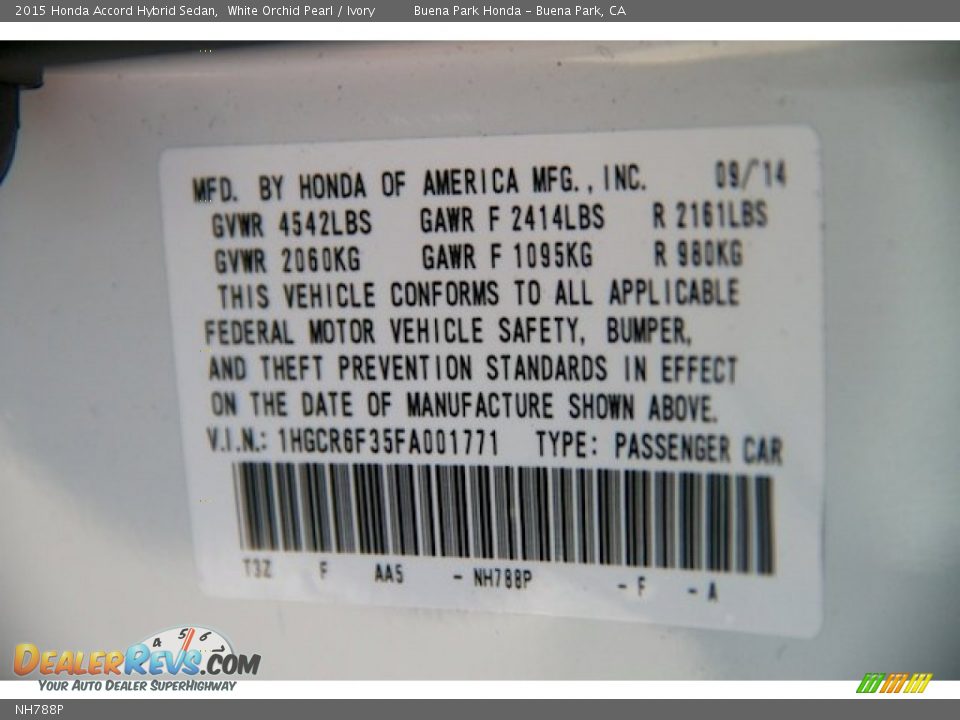 2015 Honda Accord Hybrid Sedan, White Orchid Pearl / Ivory Buena Park Honda - Buena Park, CA
MFD. BY HONDA OF AMERICA MFG., INC. 09/14
GVWR 4542LBS GAWR F 2414LBS R 2161LBS
GVWR 2060KG GAWR F 1095KG R 980KG
THIS VEHICLE CONFORMS TO ALL APPLICABLE
FEDERAL MOTOR VEHICLE SAFETY, BUMPER,
AND THEFT PREVENTION STANDARDS IN EFFECT
ON THE DATE OF MANUFACTURE SHOWN ABOVE.
V.I.N.: 1HGCR6F35FA001771 TYPE: PASSENGER CAR
T3Z F AA5 - NH788P - F - A
4 5 6
DEALERREVS.COM
YOUR AUTO DEALER SUPERHIGHWAY
NH788P